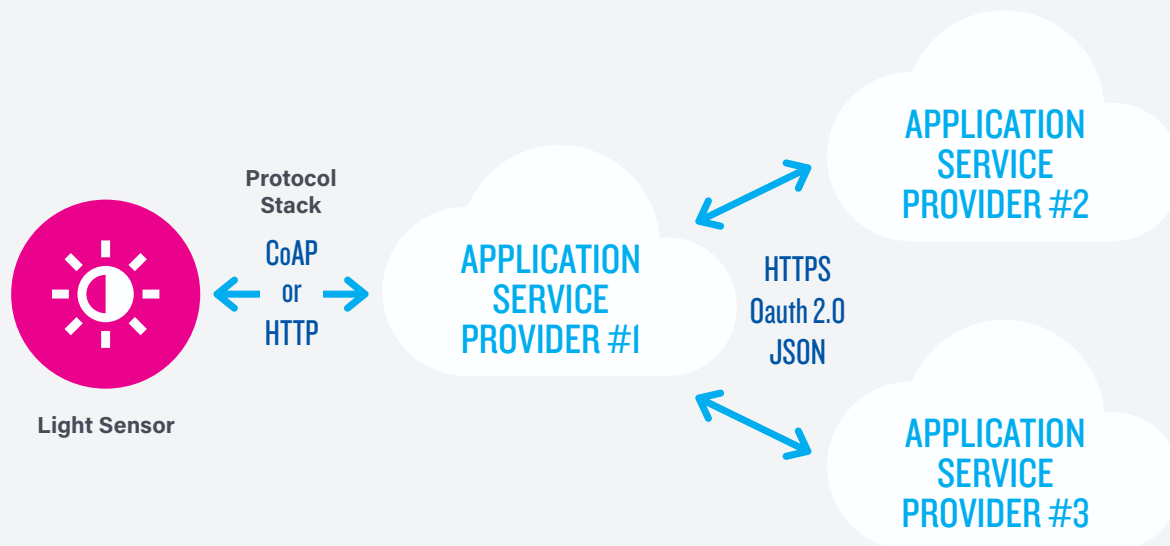 Protocol
Stack
CoAP
or
HTTP
Light Sensor
APPLICATION
SERVICE
PROVIDER #1
HTTPS
Oauth 2.0
JSON
APPLICATION
SERVICE
PROVIDER #2
APPLICATION
SERVICE
PROVIDER #3